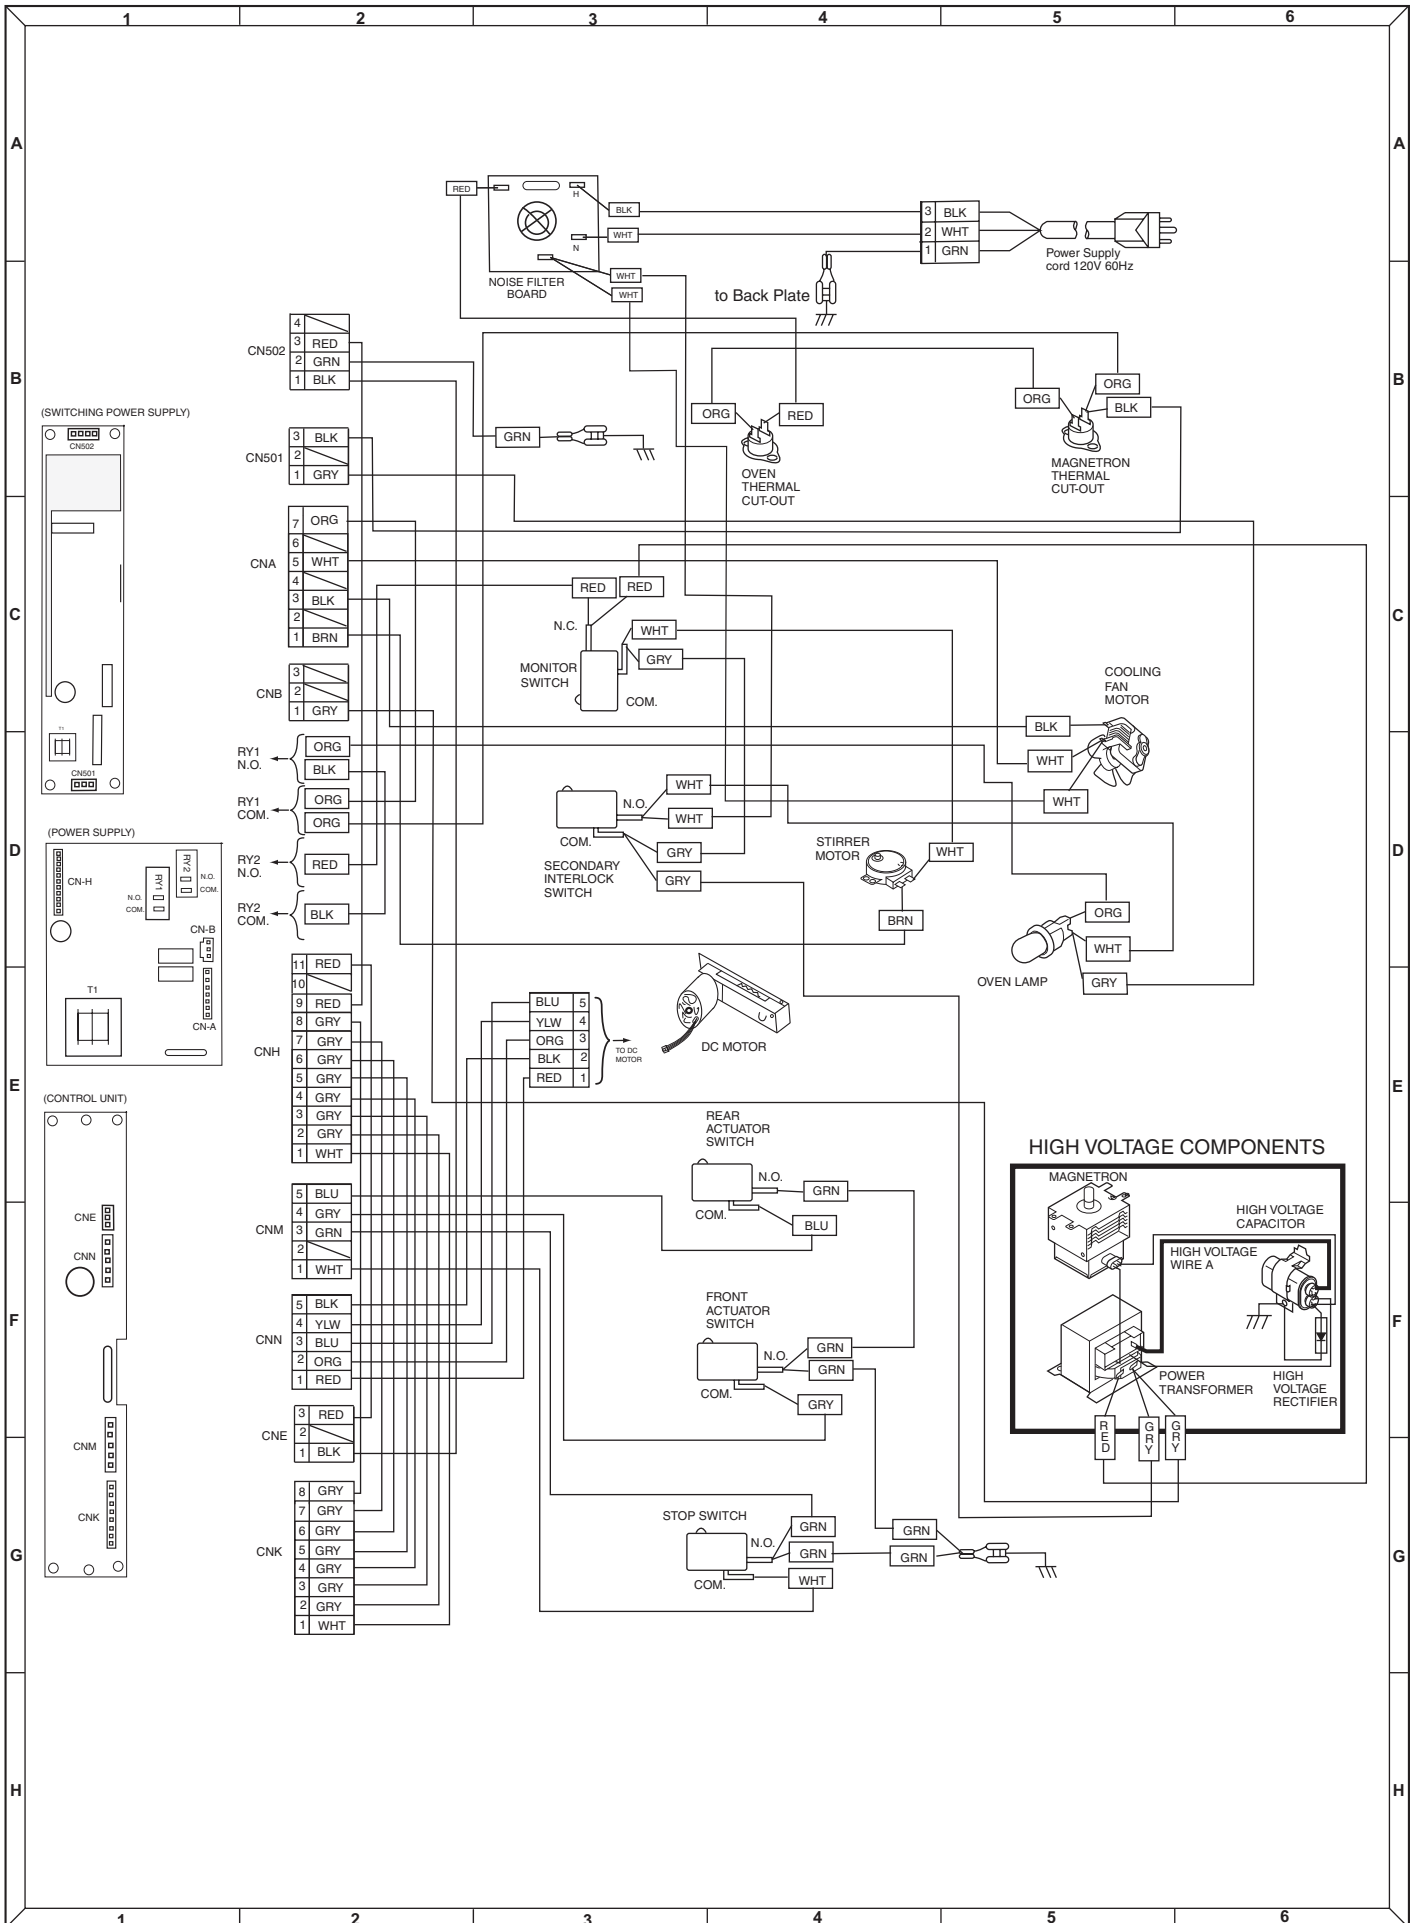 1 2 3 4 5 6
A A
RED
H
BLK
WHT
N
WHT
WHT
NOISE FILTER
BOARD
3 BLK
2 WHT
1 GRN
Power Supply
cord 120V 60Hz
to Back Plate
B B
CN502
4
3 RED
2 GRN
1 BLK
CN501
3 BLK
2
1 GRY
GRN
ORG
RED
OVEN
THERMAL
CUT-OUT
ORG
ORG
BLK
MAGNETRON
THERMAL
CUT-OUT
(SWITCHING POWER SUPPLY)
CN502
T1
CN501
C C
CNA
7 ORG
6
5 WHT
4
3 BLK
2
1 BRN
CNB
3
2
1 GRY
RED
RED
N.C.
WHT
GRY
MONITOR
SWITCH
COM.
COOLING
FAN
MOTOR
BLK
WHT
WHT
RY1
N.O.
ORG
BLK
RY1
COM.
ORG
ORG
RY2
N.O.
RED
RY2
COM.
BLK
D D
WHT
N.O.
WHT
COM.
GRY
GRY
SECONDARY
INTERLOCK
SWITCH
STIRRER
MOTOR
WHT
BRN
ORG
WHT
GRY
OVEN LAMP
(POWER SUPPLY)
CN-H
RY1
RY2
N.O.
COM.
N.O.
COM.
CN-B
T1
CN-A
E E
CNH
11 RED
10
9 RED
8 GRY
7 GRY
6 GRY
5 GRY
4 GRY
3 GRY
2 GRY
1 WHT
BLU 5
YLW 4
ORG 3
BLK 2
RED 1
TO DC
MOTOR
DC MOTOR
REAR
ACTUATOR
SWITCH
N.O.
GRN
COM.
BLU
(CONTROL UNIT)
CNE
CNN
CNM
CNK
F F
CNM
5 BLU
4 GRY
3 GRN
2
1 WHT
CNN
5 BLK
4 YLW
3 BLU
2 ORG
1 RED
CNE
3 RED
2
1 BLK
FRONT
ACTUATOR
SWITCH
N.O.
GRN
GRN
COM.
GRY
HIGH VOLTAGE COMPONENTS
MAGNETRON
HIGH VOLTAGE
CAPACITOR
HIGH VOLTAGE
WIRE A
POWER
TRANSFORMER
HIGH
VOLTAGE
RECTIFIER
RED
GRY
GRY
G G
CNK
8 GRY
7 GRY
6 GRY
5 GRY
4 GRY
3 GRY
2 GRY
1 WHT
STOP SWITCH
N.O.
GRN
GRN
COM.
WHT
GRN
GRN
H H
1 2 3 4 5 6